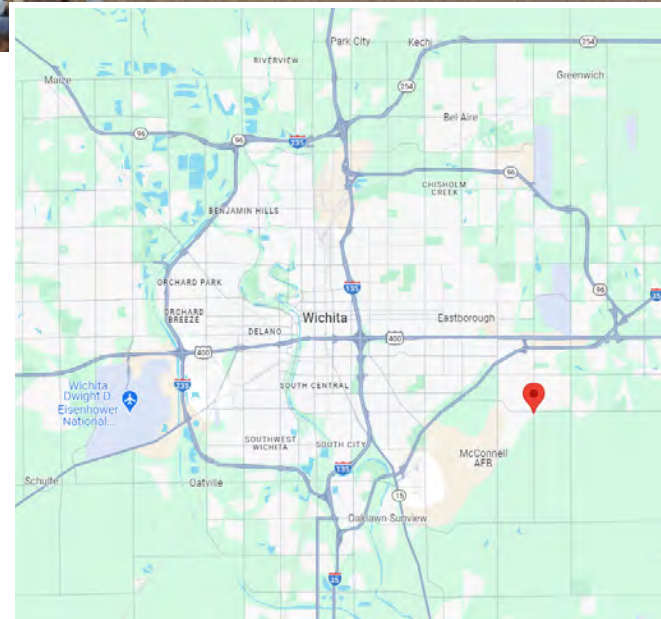 Park City
Kechi
254
RIVERVIEW
Greenwich
Maize
254
Bel Aire
96
96
235
96
CHISHOLM
CREEK
BENJAMIN HILLS
ORCHARD PARK
135
96
35
ORCHARD
BREEZE
Wichita
Eastborough
DELANO
400
400
235
Wichita
Dwight D
Eisenhower
National...
SOUTH CENTRAL
SOUTHWEST
WICHITA
SOUTH CITY
McConnell
AFB
135
Schulte
Oatville
15
Oaklawn-Sunview
35